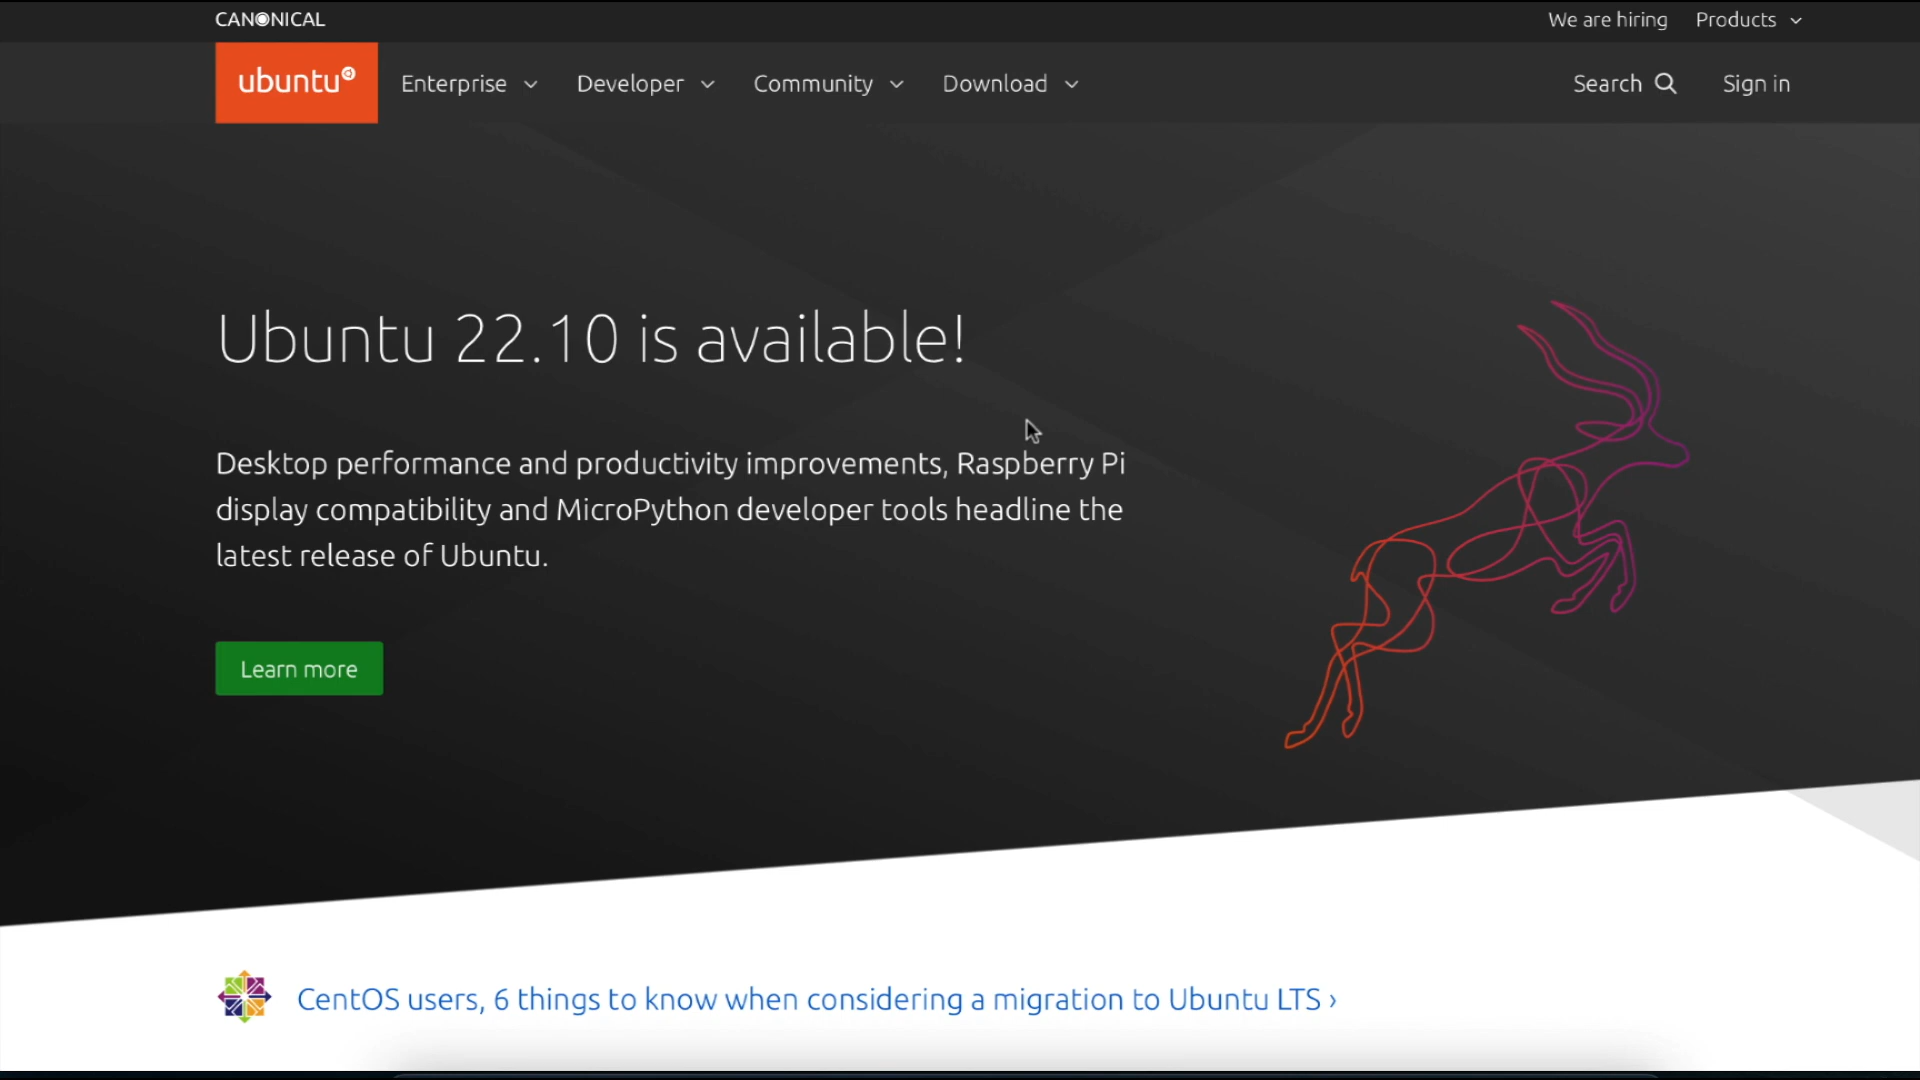 CANONICAL
We are hiring Products
ubuntu
Enterprise Developer Community Download Search Sign in
Ubuntu 22.10 is available!
Desktop performance and productivity improvements, Raspberry Pi
display compatibility and MicroPython developer tools headline the
latest release of Ubuntu.
Learn more
CentOS users, 6 things to know when considering a migration to Ubuntu LTS ›